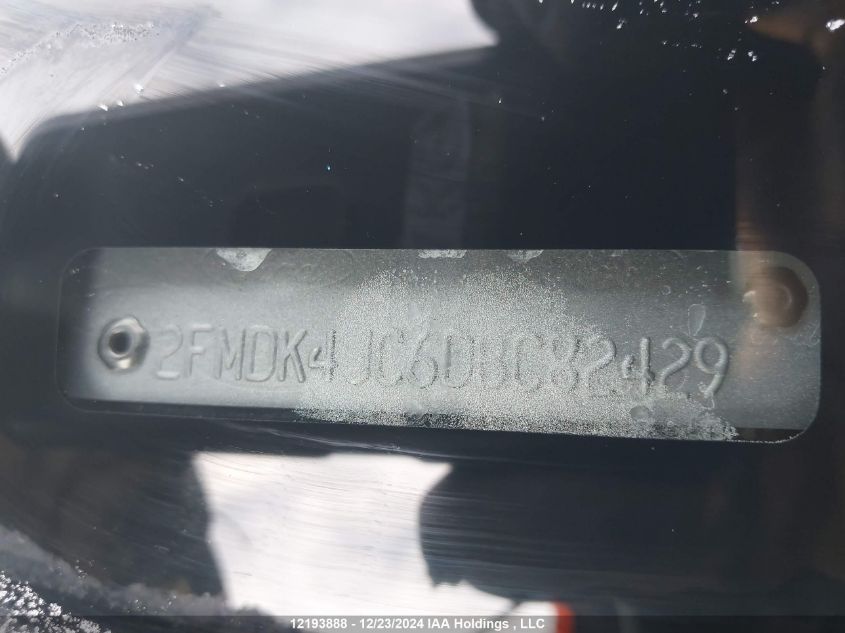 2FMDK4JC6DBC82429
12193888 - 12/23/2024 IAA Holdings , LLC